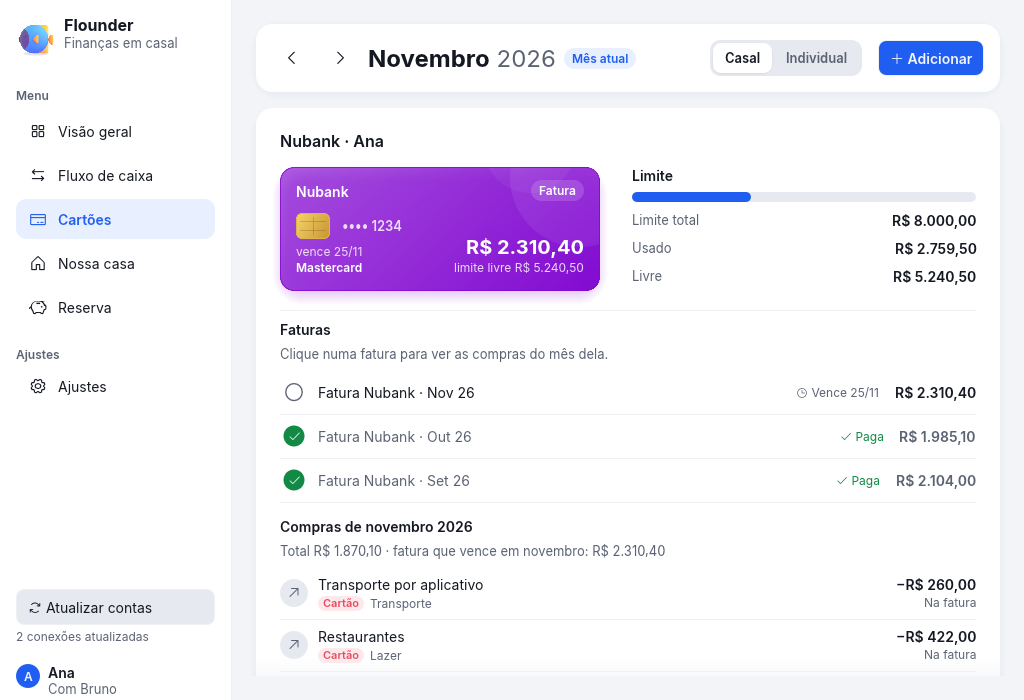 Flounder
Finanças em casal
Menu
Visão geral
Fluxo de caixa
Cartões
Nossa casa
Reserva
Ajustes
Ajustes
Atualizar contas
2 conexões atualizadas
A
Ana
Com Bruno
Novembro 2026
Mês atual
Casal
Individual
+ Adicionar
Nubank · Ana
Nubank
Fatura
•••• 1234
vence 25/11
R$ 2.310,40
Mastercard
limite livre R$ 5.240,50
Limite
Limite total R$ 8.000,00
Usado R$ 2.759,50
Livre R$ 5.240,50
Faturas
Clique numa fatura para ver as compras do mês dela.
Fatura Nubank · Nov 26 Vence 25/11 R$ 2.310,40
Fatura Nubank · Out 26 Paga R$ 1.985,10
Fatura Nubank · Set 26 Paga R$ 2.104,00
Compras de novembro 2026
Total R$ 1.870,10 · fatura que vence em novembro: R$ 2.310,40
Transporte por aplicativo −R$ 260,00
Cartão Transporte Na fatura
Restaurantes −R$ 422,00
Cartão Lazer Na fatura